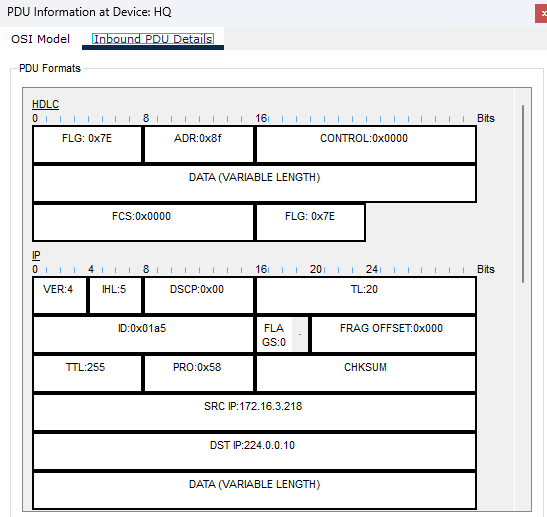 PDU Information at Device: HQ
x
OSI Model Inbound PDU Details
PDU Formats
HDLC
0 8 16 Bits
FLG: 0x7E ADR:0x8f CONTROL:0x0000
DATA (VARIABLE LENGTH)
FCS:0x0000 FLG: 0x7E
IP
0 4 8 16 20 24 Bits
VER:4 IHL:5 DSCP:0x00 TL:20
ID:0x01a5 FLA
GS:0 . FRAG OFFSET:0x000
TTL:255 PRO:0x58 CHKSUM
SRC IP:172.16.3.218
DST IP:224.0.0.10
DATA (VARIABLE LENGTH)